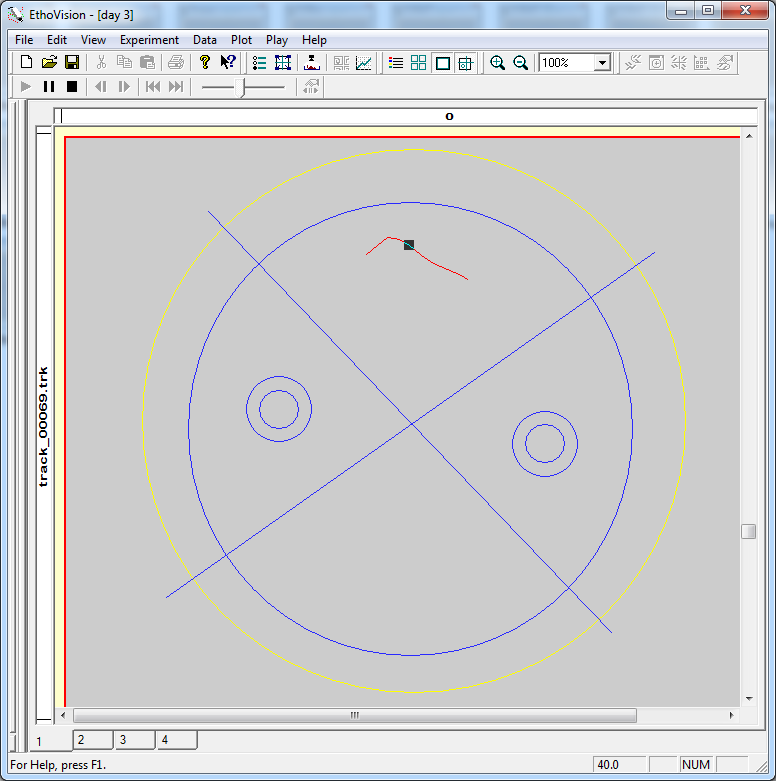 EthoVision - [day 3]
File Edit View Experiment Data Plot Play Help
100%
o
track_00069.trk
1 2 3 4
For Help, press F1. 40.0 NUM